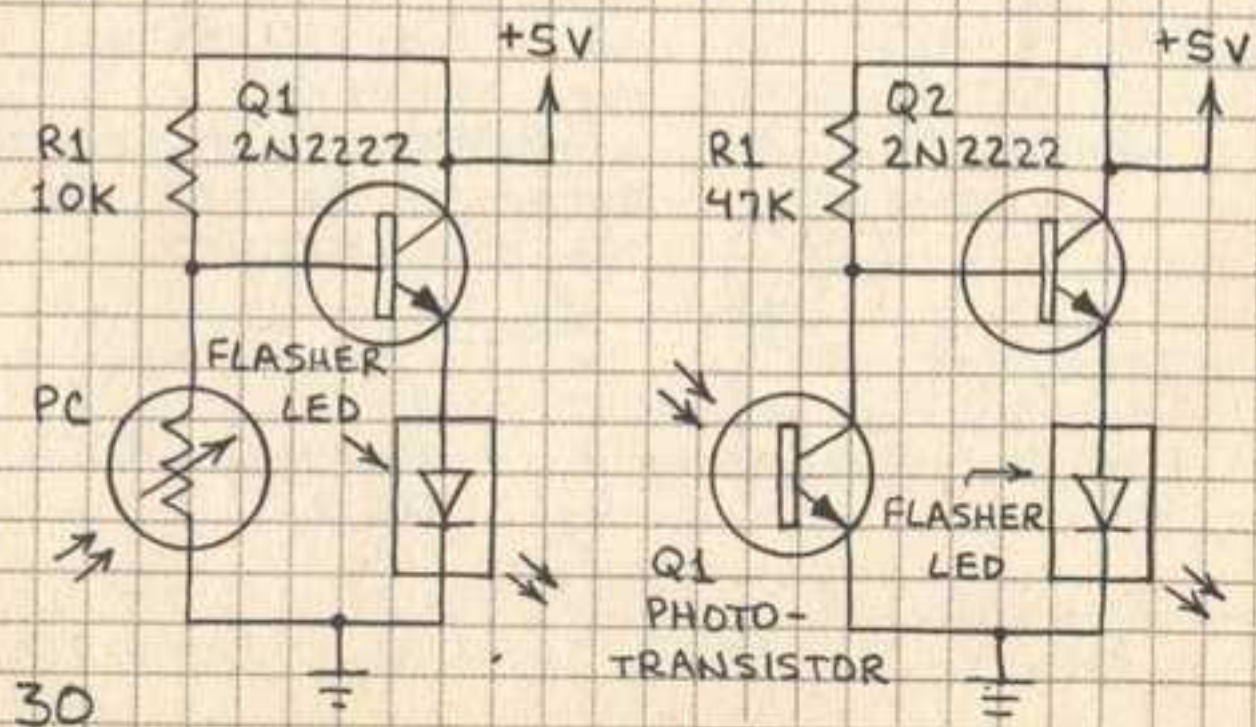 +5V
Q1
2N2222
R1
10K
FLASHER
LED
PC
+5V
Q2
2N2222
R1
47K
FLASHER
LED
Q1
PHOTO-
TRANSISTOR
30